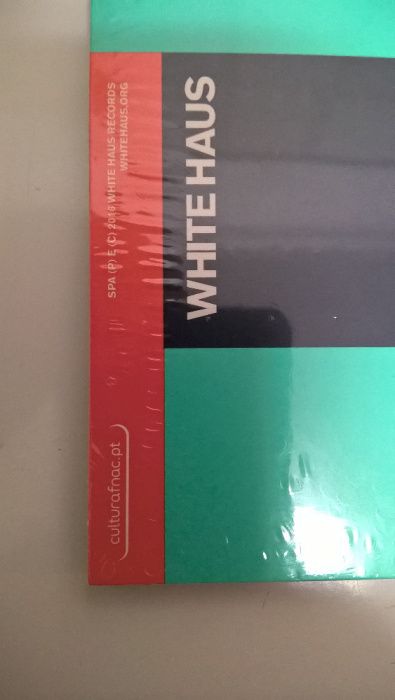 SPA (P) E (C) 2016 WHITE HAUS RECORDS
WHITEHAUS.ORG
WHITE HAUS
culturafnac.pt